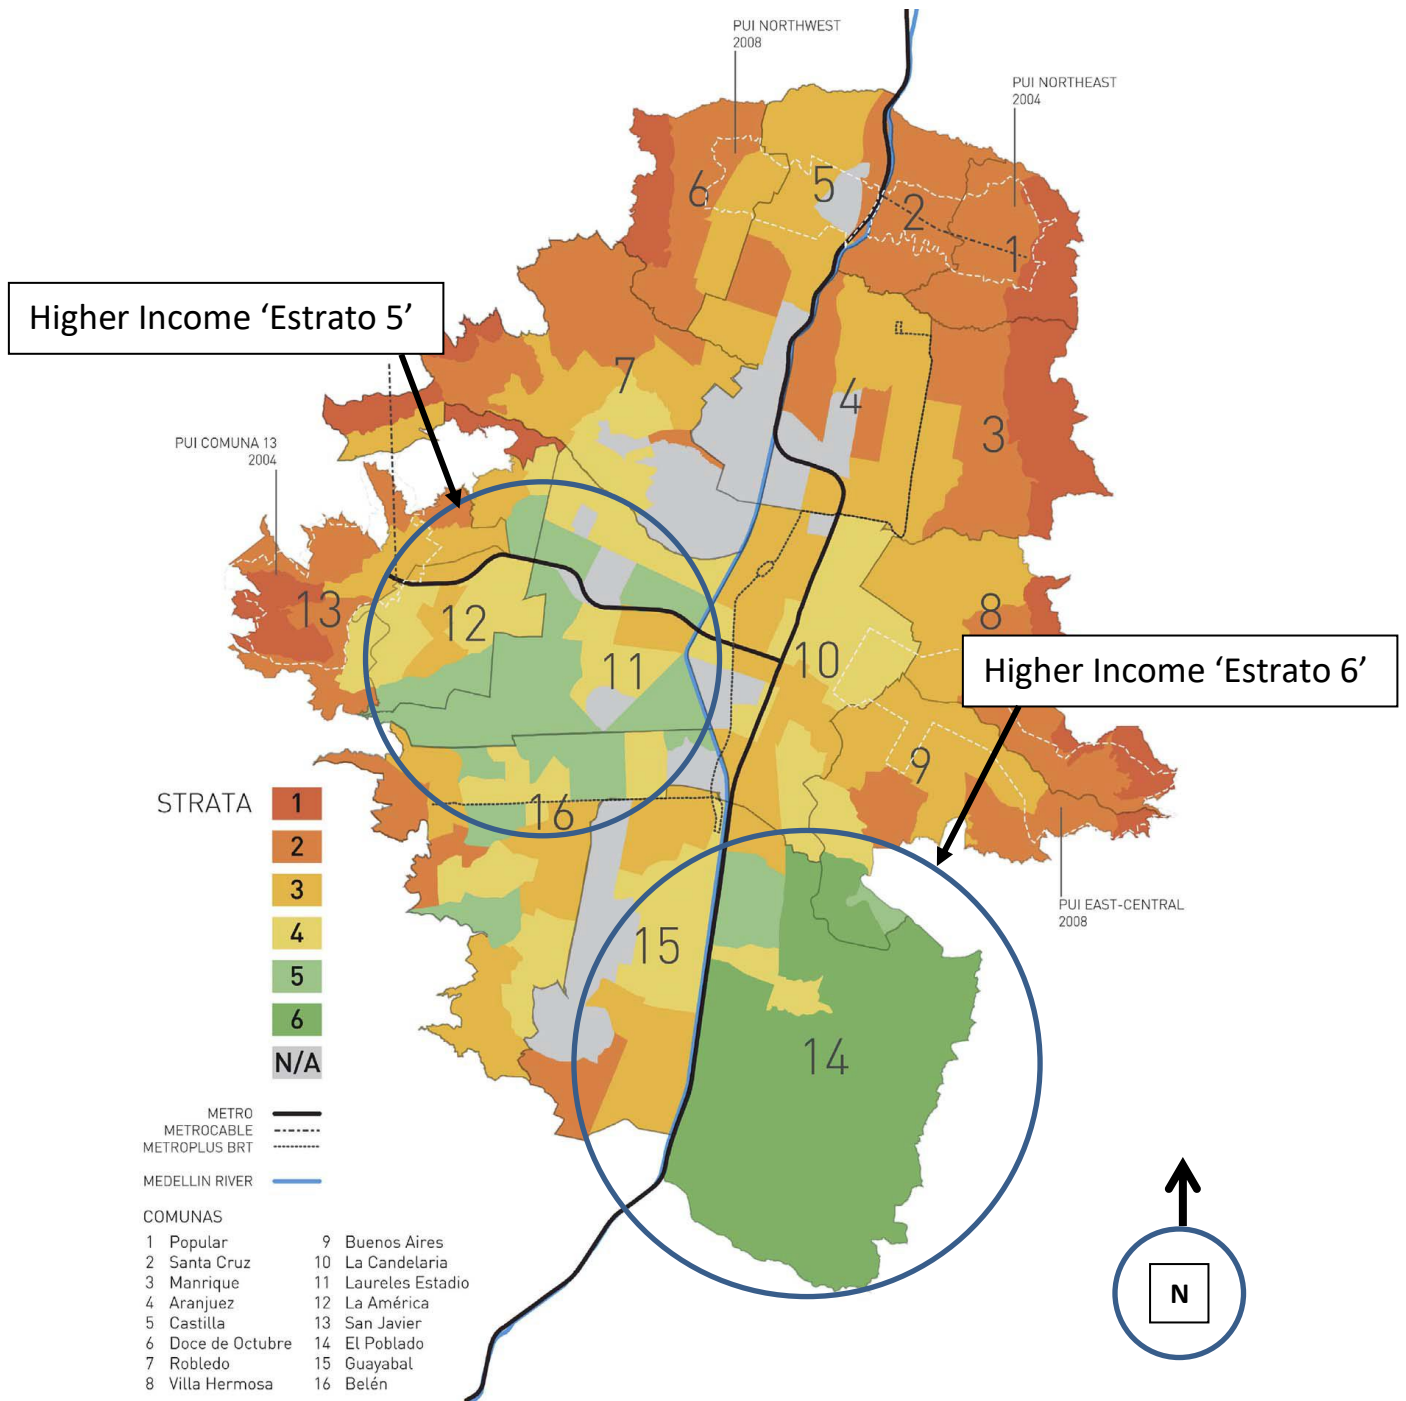 PUI NORTHWEST
2008
PUI NORTHEAST
2004
6
5
2
1
Higher Income ‘Estrato 5’
7
4
3
PUI COMUNA 13
2004
13
12
11
10
8
Higher Income ‘Estrato 6’
9
16
STRATA
1
2
3
4
5
6
N/A
15
14
PUI EAST-CENTRAL
2008
METRO
METROCABLE
METROPLUS BRT
MEDELLIN RIVER
COMUNAS
1 Popular
2 Santa Cruz
3 Manrique
4 Aranjuez
5 Castilla
6 Doce de Octubre
7 Robledo
8 Villa Hermosa
9 Buenos Aires
10 La Candelaria
11 Laureles Estadio
12 La América
13 San Javier
14 El Poblado
15 Guayabal
16 Belén
N